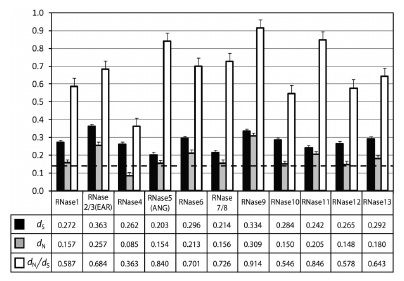 1.0
0.9
0.8
0.7
0.6
0.5
0.4
0.3
0.2
0.1
0.0
RNase1 RNase 2/3(EAR) RNase4 RNase5 (ANG) RNase6 RNase 7/8 RNase9 RNase10 RNase11 RNase12 RNase13
dS 0.272 0.363 0.262 0.203 0.296 0.214 0.334 0.284 0.242 0.265 0.292
dN 0.157 0.257 0.085 0.154 0.213 0.156 0.309 0.150 0.205 0.148 0.180
dN/dS 0.587 0.684 0.363 0.840 0.701 0.726 0.914 0.546 0.846 0.578 0.643